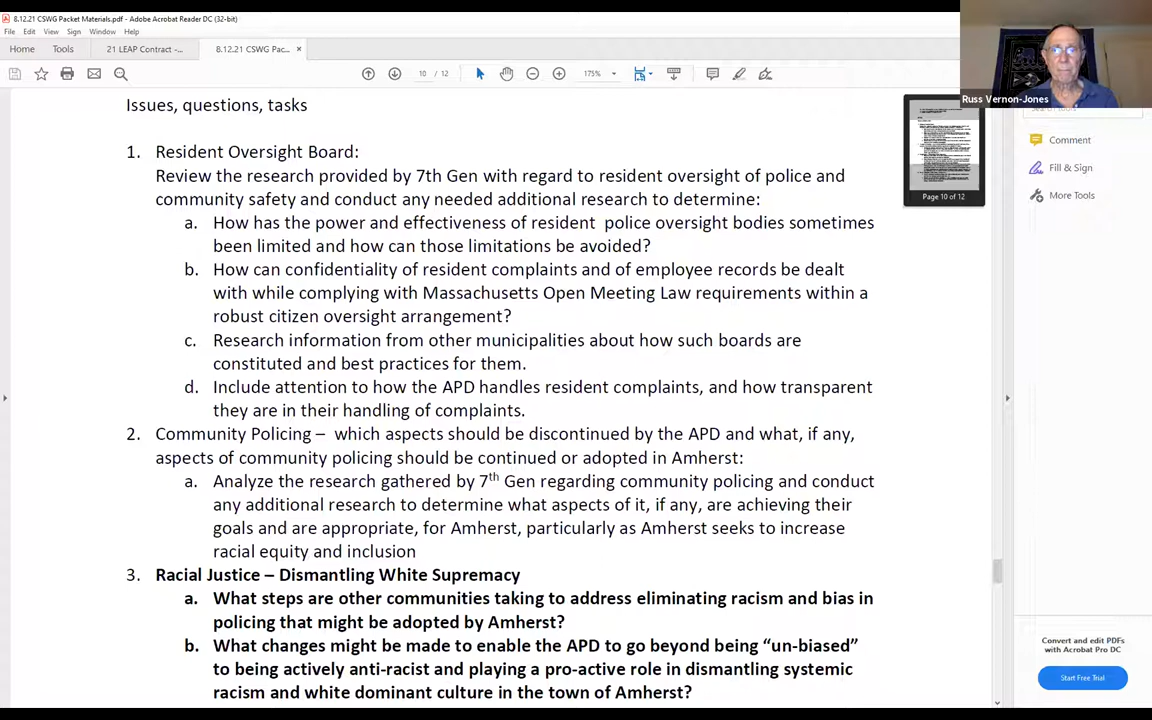 8.12.21 CSWG Packet Materials.pdf - Adobe Acrobat Reader DC (32-bit)
File Edit View Sign Window Help
Home Tools 21 LEAP Contract -... 8.12.21 CSWG Pac... ×
10 / 12 175%
Russ Vernon-Jones
Issues, questions, tasks
1. Resident Oversight Board:
Review the research provided by 7th Gen with regard to resident oversight of police and
community safety and conduct any needed additional research to determine:
a. How has the power and effectiveness of resident police oversight bodies sometimes
been limited and how can those limitations be avoided?
b. How can confidentiality of resident complaints and of employee records be dealt
with while complying with Massachusetts Open Meeting Law requirements within a
robust citizen oversight arrangement?
c. Research information from other municipalities about how such boards are
constituted and best practices for them.
d. Include attention to how the APD handles resident complaints, and how transparent
they are in their handling of complaints.
2. Community Policing – which aspects should be discontinued by the APD and what, if any,
aspects of community policing should be continued or adopted in Amherst:
a. Analyze the research gathered by 7th Gen regarding community policing and conduct
any additional research to determine what aspects of it, if any, are achieving their
goals and are appropriate, for Amherst, particularly as Amherst seeks to increase
racial equity and inclusion
3. Racial Justice – Dismantling White Supremacy
a. What steps are other communities taking to address eliminating racism and bias in
policing that might be adopted by Amherst?
b. What changes might be made to enable the APD to go beyond being “un-biased”
to being actively anti-racist and playing a pro-active role in dismantling systemic
racism and white dominant culture in the town of Amherst?
Page 10 of 12
Comment
Fill & Sign
More Tools
Convert and edit PDFs
with Acrobat Pro DC
Start Free Trial